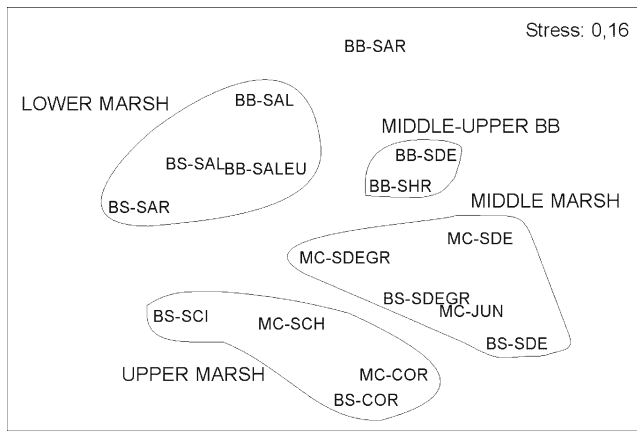 Stress: 0,16
BB-SAR
LOWER MARSH
BB-SAL
BS-SAL
BB-SALEU
BS-SAR
MIDDLE-UPPER BB
BB-SDE
BB-SHR
MIDDLE MARSH
MC-SDE
MC-SDEGR
BS-SDEGR
MC-JUN
BS-SDE
BS-SCI
MC-SCH
UPPER MARSH
MC-COR
BS-COR